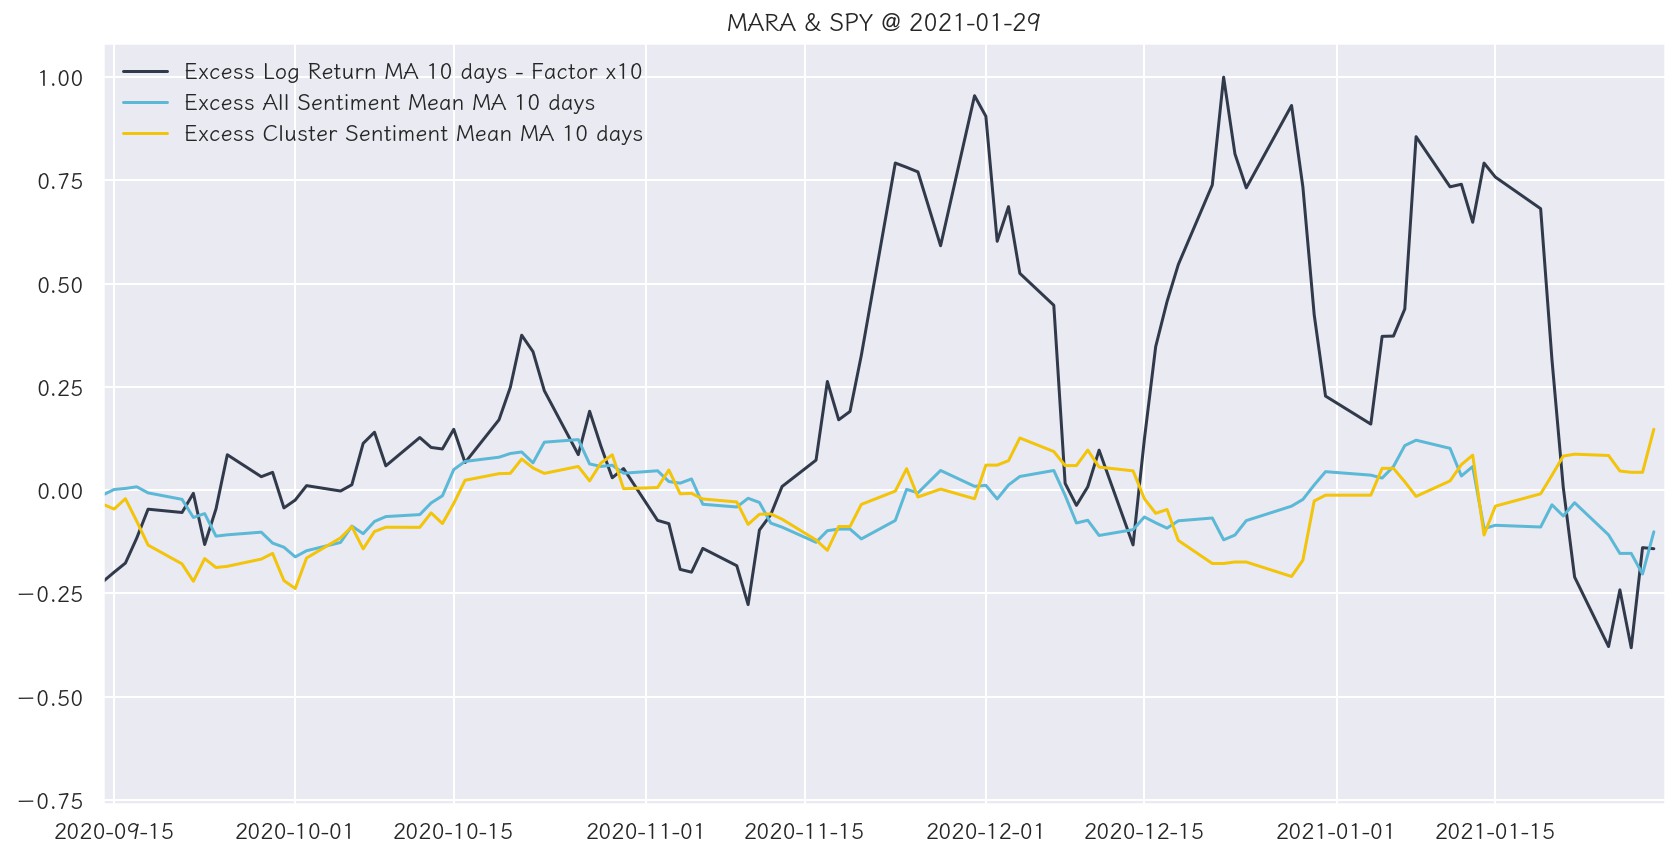 MARA & SPY @ 2021-01-29
Excess Log Return MA 10 days - Factor x10
Excess All Sentiment Mean MA 10 days
Excess Cluster Sentiment Mean MA 10 days
1.00
0.75
0.50
0.25
0.00
−0.25
−0.50
−0.75
2020-09-15 2020-10-01 2020-10-15 2020-11-01 2020-11-15 2020-12-01 2020-12-15 2021-01-01 2021-01-15